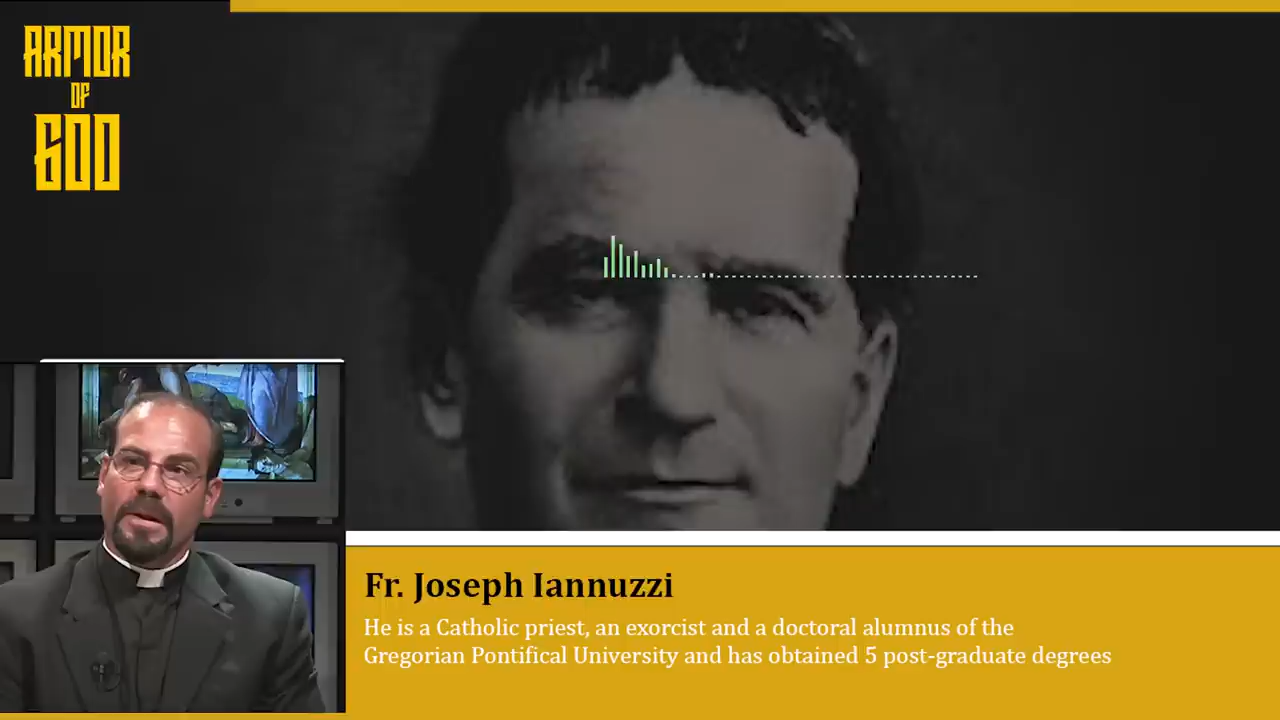 ARMOR
OF
GOD
Fr. Joseph Iannuzzi
He is a Catholic priest, an exorcist and a doctoral alumnus of the
Gregorian Pontifical University and has obtained 5 post-graduate degrees